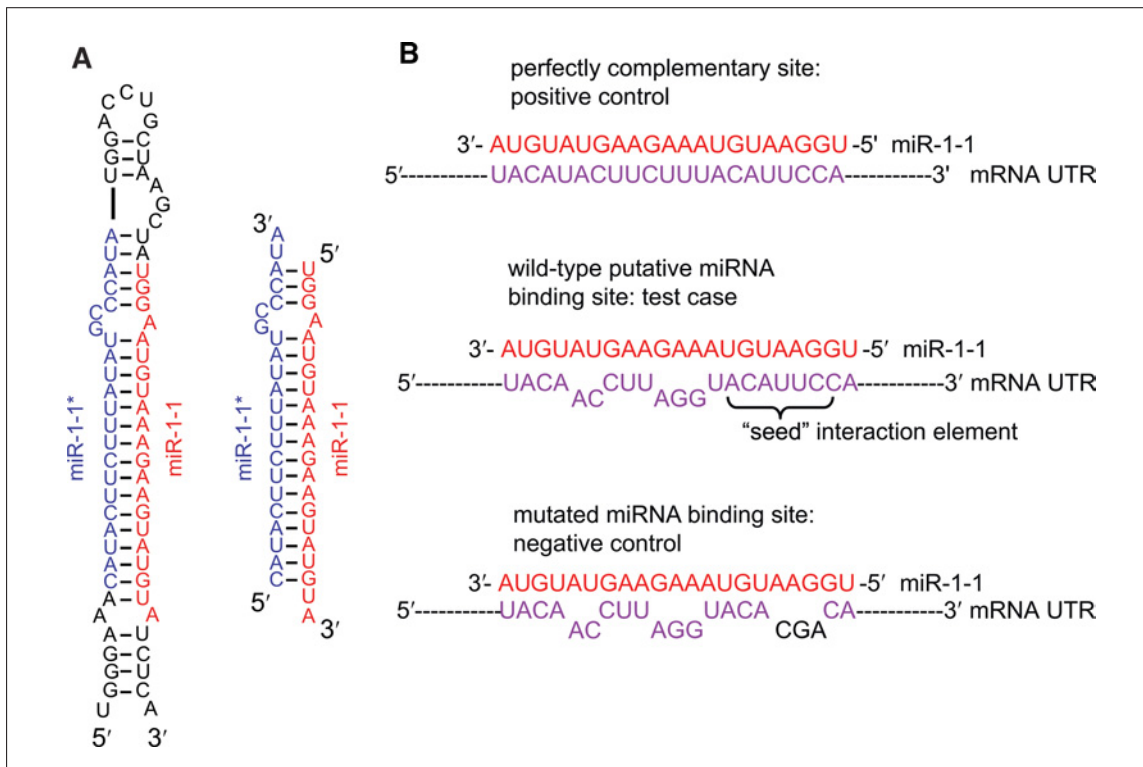 A
5′ UGGGAAACAUACUUCUUUAUAUGCCCAUAUGGACCUGCUAAGCUAUGGAAUGUAAAGAAGUAUGUAUCUCA 3′
miR-1-1*
miR-1-1
5′ CAUACUUCUUUAUAUGCCCAUA 3′
miR-1-1*
5′ UGGAAUGUAAAGAAGUAUGUA 3′
miR-1-1
B
perfectly complementary site:
positive control
3′- AUGUAUGAAGAAAUGUAAGGU -5' miR-1-1
5′-----------UACAUACUUCUUUACAUUCCA-----------3' mRNA UTR
wild-type putative miRNA
binding site: test case
3′- AUGUAUGAAGAAAUGUAAGGU -5′ miR-1-1
5′-----------UACA AC CUU AGG UACAUUCCA-----------3′ mRNA UTR
“seed” interaction element
mutated miRNA binding site:
negative control
3′- AUGUAUGAAGAAAUGUAAGGU -5′ miR-1-1
5′-----------UACA AC CUU AGG UACA CGA CA-----------3′ mRNA UTR